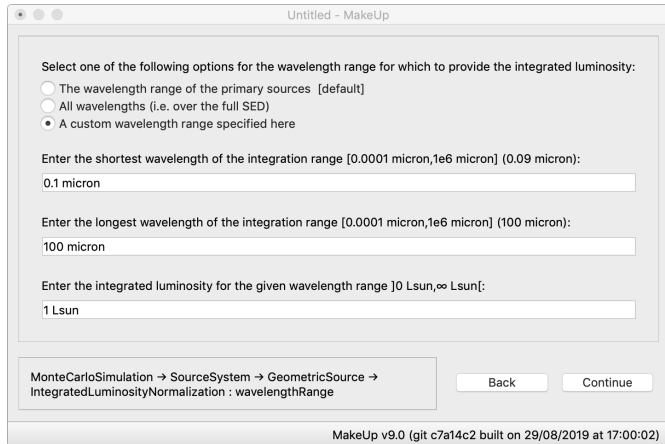 Untitled - MakeUp
Select one of the following options for the wavelength range for which to provide the integrated luminosity:
The wavelength range of the primary sources [default]
All wavelengths (i.e. over the full SED)
A custom wavelength range specified here
Enter the shortest wavelength of the integration range [0.0001 micron,1e6 micron] (0.09 micron):
0.1 micron
Enter the longest wavelength of the integration range [0.0001 micron,1e6 micron] (100 micron):
100 micron
Enter the integrated luminosity for the given wavelength range ]0 Lsun,∞ Lsun[:
1 Lsun
MonteCarloSimulation → SourceSystem → GeometricSource →
IntegratedLuminosityNormalization : wavelengthRange
Back
Continue
MakeUp v9.0 (git c7a14c2 built on 29/08/2019 at 17:00:02)